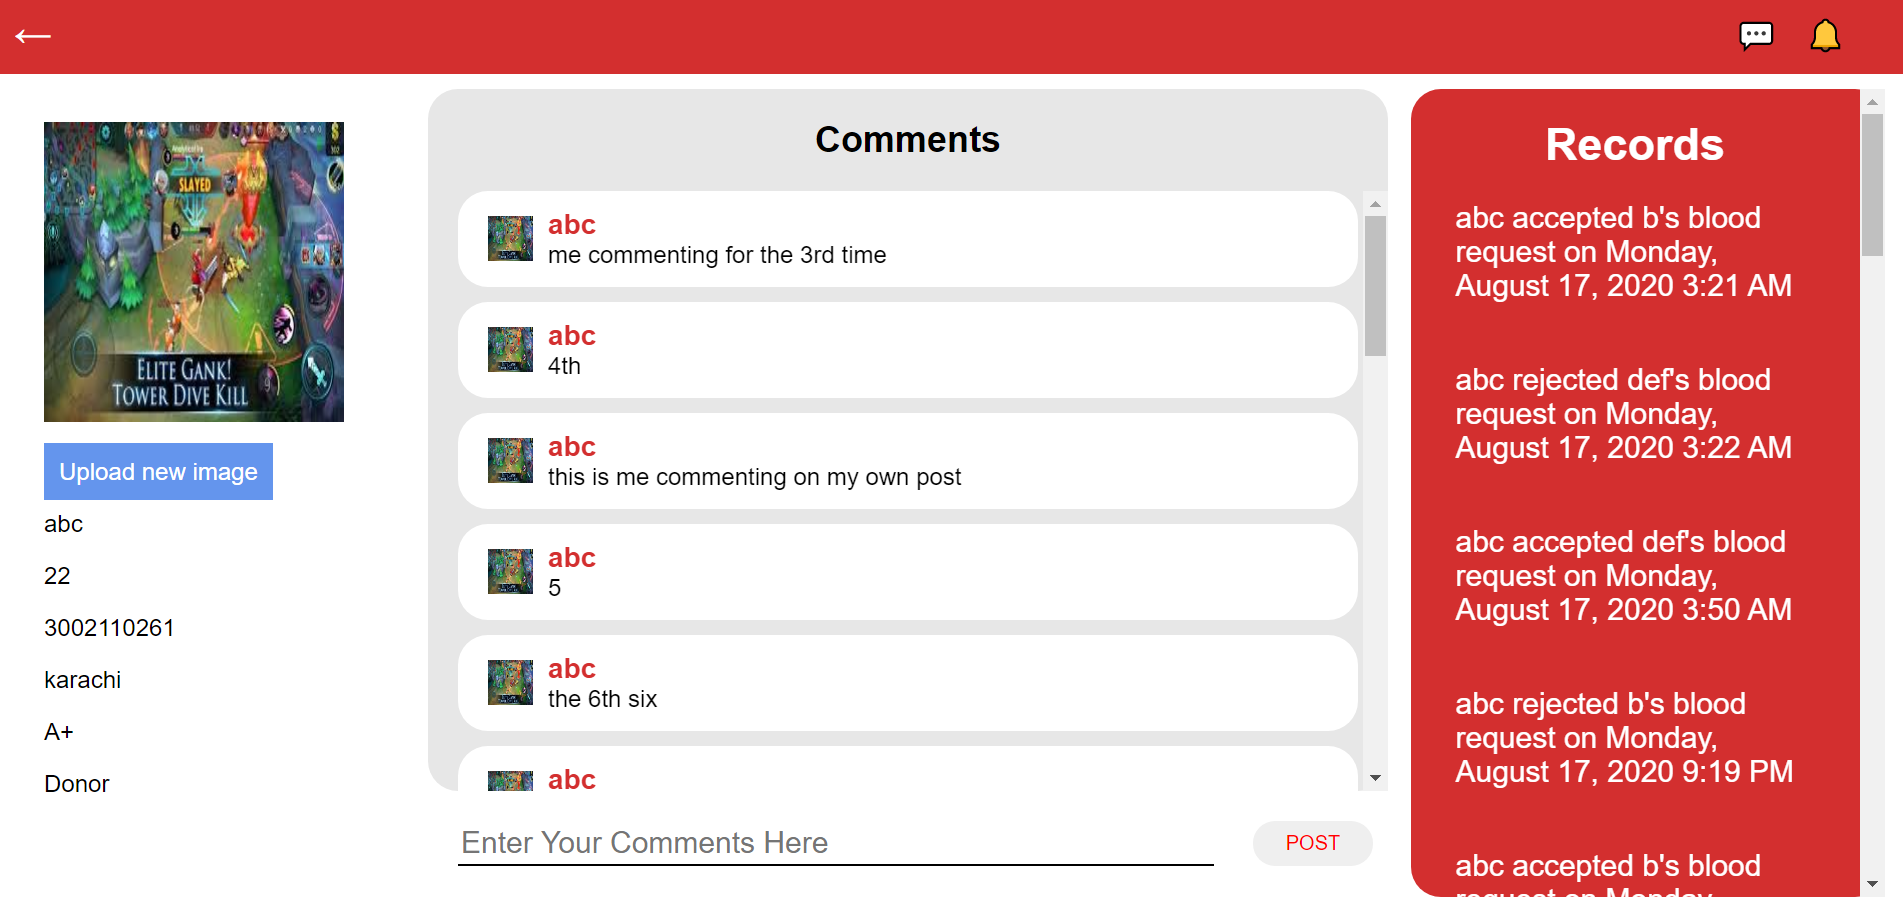 SLAYED
ELITE GANK!
TOWER DIVE KILL
Upload new image
abc
22
3002110261
karachi
A+
Donor
Comments
abc
me commenting for the 3rd time
abc
4th
abc
this is me commenting on my own post
abc
5
abc
the 6th six
abc
Enter Your Comments Here
POST
Records
abc accepted b's blood
request on Monday,
August 17, 2020 3:21 AM
abc rejected def's blood
request on Monday,
August 17, 2020 3:22 AM
abc accepted def's blood
request on Monday,
August 17, 2020 3:50 AM
abc rejected b's blood
request on Monday,
August 17, 2020 9:19 PM
abc accepted b's blood
request on Monday,